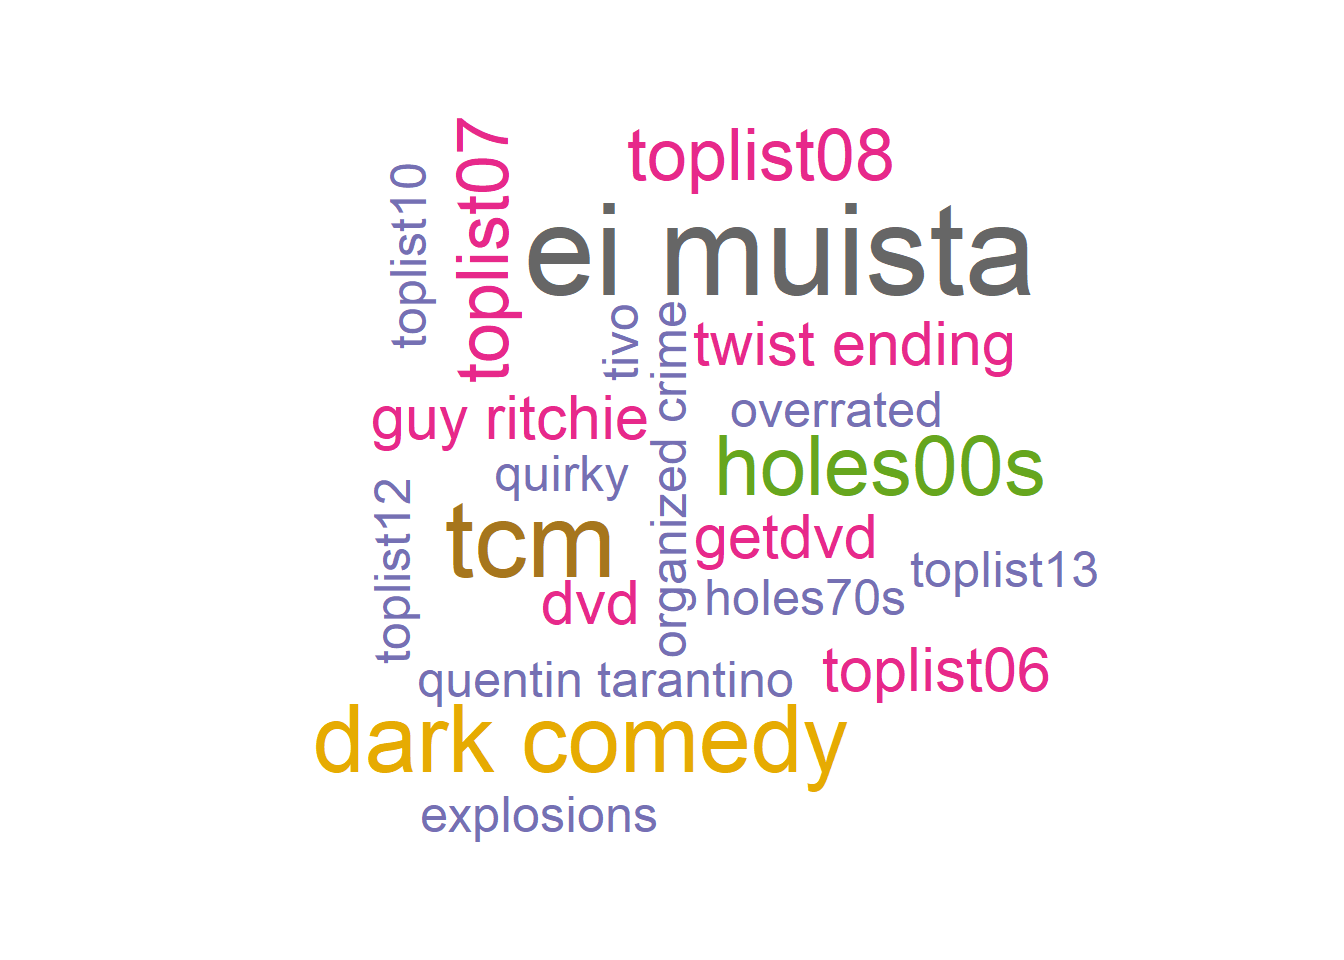 toplist08
toplist07
toplist10
ei muista
tivo
organized crime
twist ending
guy ritchie
overrated
quirky
holes00s
toplist12
tcm
getdvd
toplist13
dvd
holes70s
quentin tarantino
toplist06
dark comedy
explosions